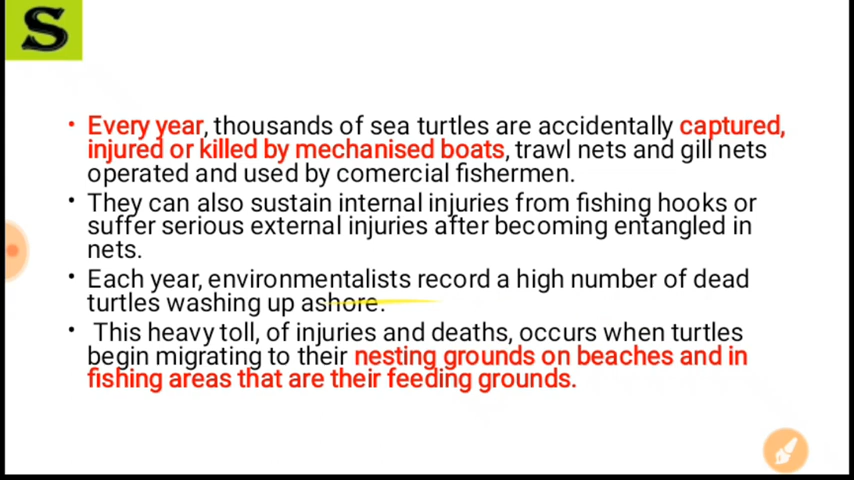 S
• Every year, thousands of sea turtles are accidentally captured,
injured or killed by mechanised boats, trawl nets and gill nets
operated and used by comercial fishermen.
• They can also sustain internal injuries from fishing hooks or
suffer serious external injuries after becoming entangled in
nets.
• Each year, environmentalists record a high number of dead
turtles washing up ashore.
• This heavy toll, of injuries and deaths, occurs when turtles
begin migrating to their nesting grounds on beaches and in
fishing areas that are their feeding grounds.